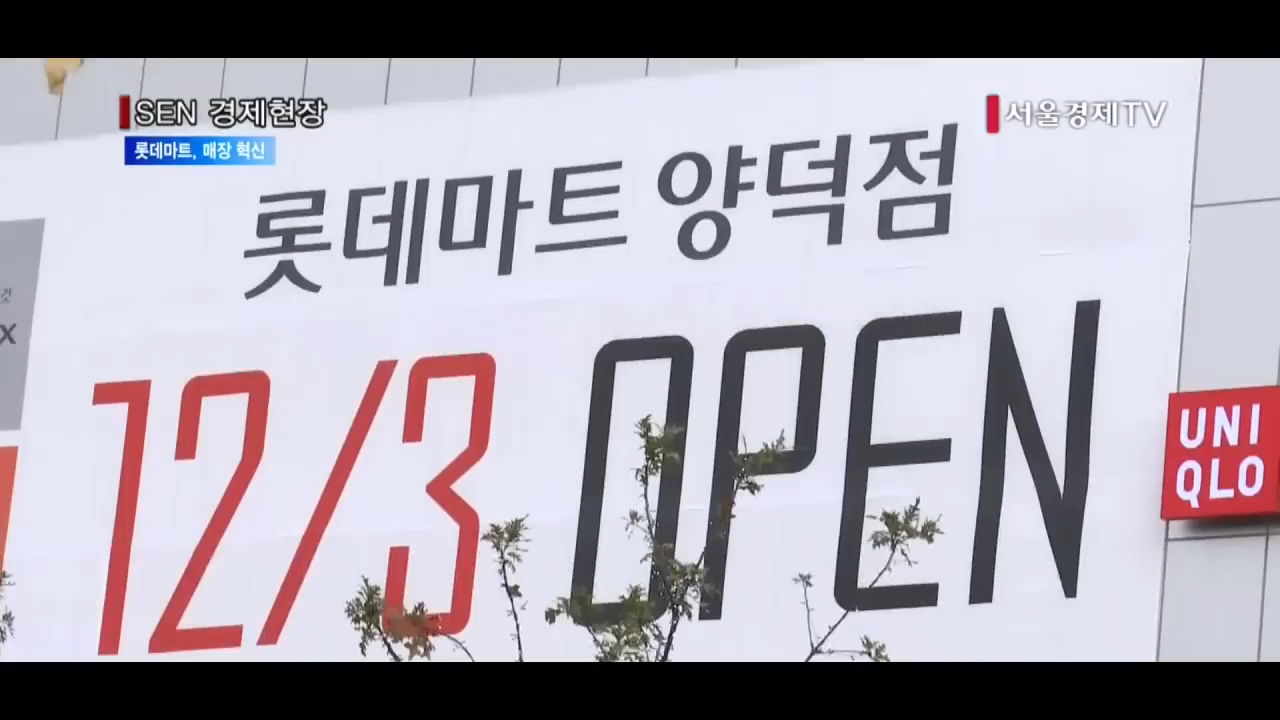 SEN 경제현장
서울경제TV
롯데마트, 매장 혁신
롯데마트 양덕점
12/3 OPEN
것
X
UNI
QLO